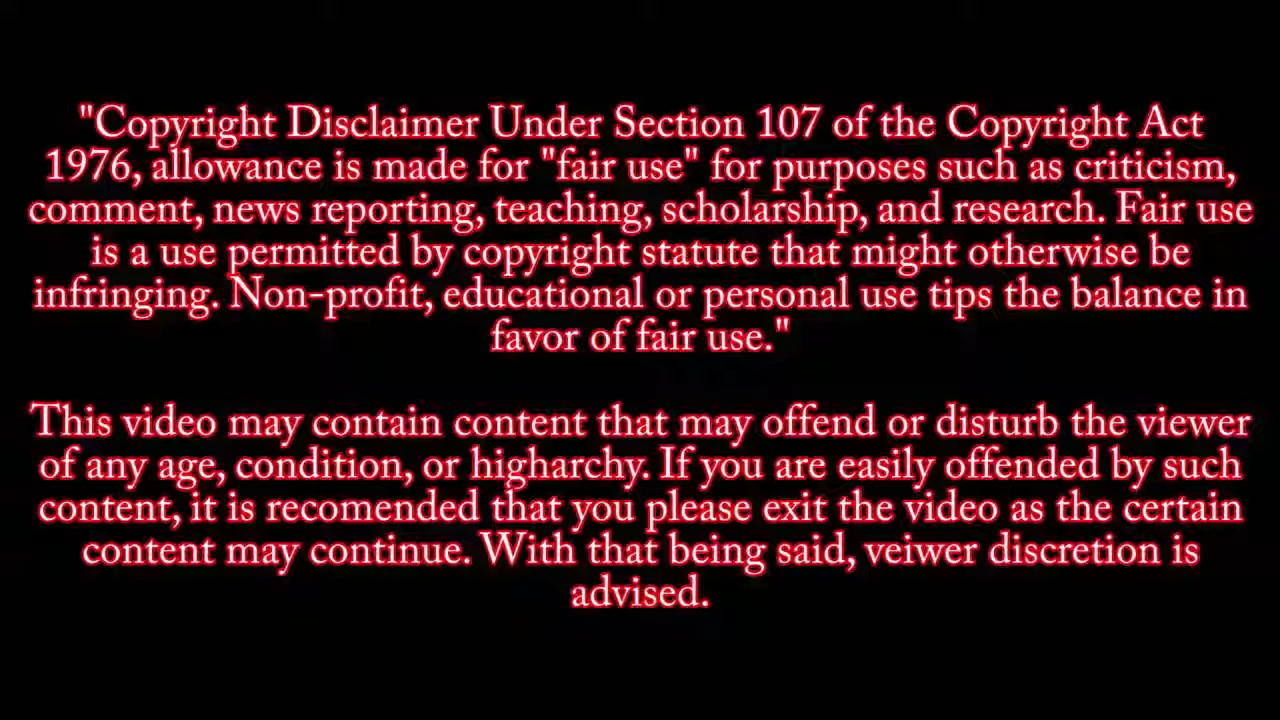 "Copyright Disclaimer Under Section 107 of the Copyright Act
1976, allowance is made for "fair use" for purposes such as criticism,
comment, news reporting, teaching, scholarship, and research. Fair use
is a use permitted by copyright statute that might otherwise be
infringing. Non-profit, educational or personal use tips the balance in
favor of fair use."
This video may contain content that may offend or disturb the viewer
of any age, condition, or higharchy. If you are easily offended by such
content, it is recomended that you please exit the video as the certain
content may continue. With that being said, veiwer discretion is
advised.